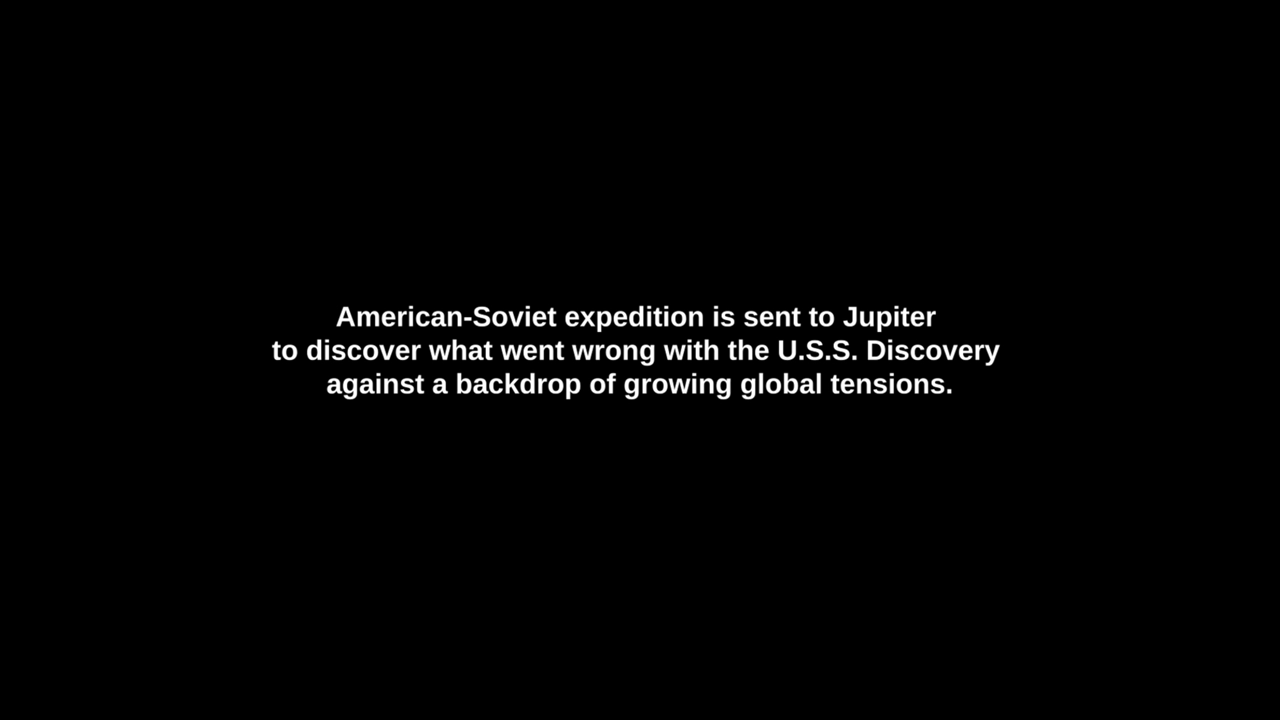 American-Soviet expedition is sent to Jupiter
to discover what went wrong with the U.S.S. Discovery
against a backdrop of growing global tensions.